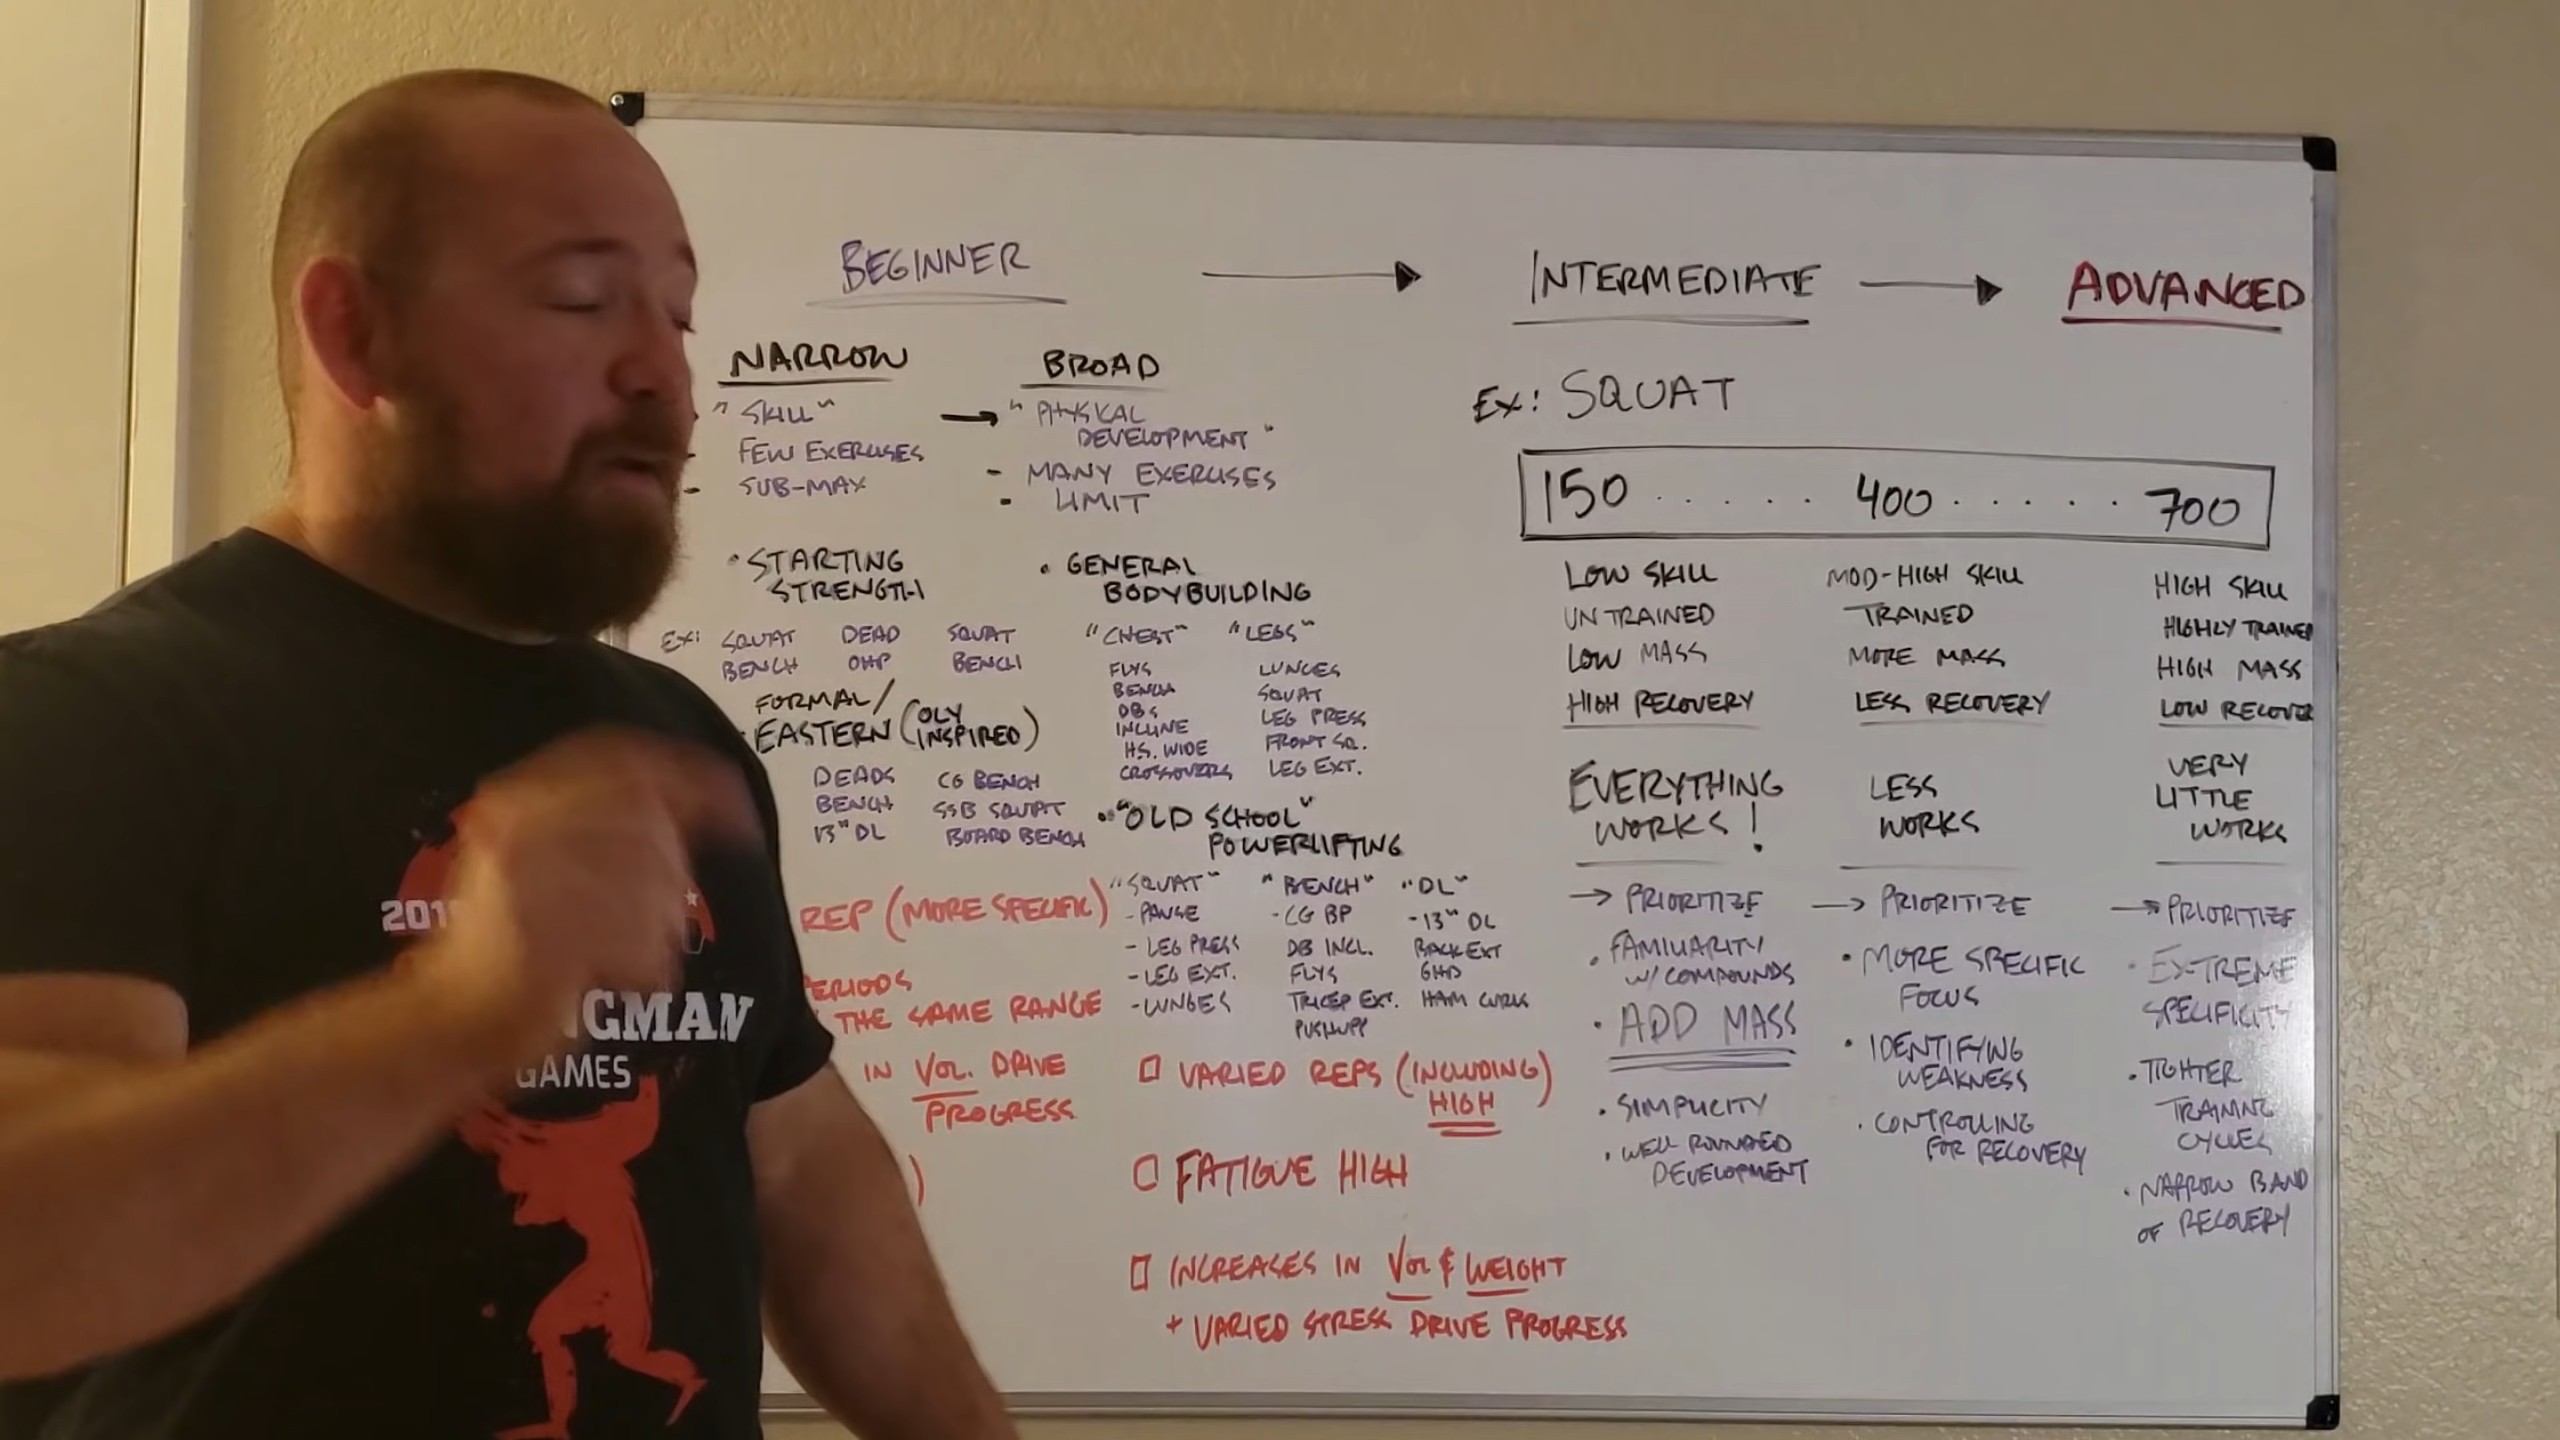 BEGINNER
INTERMEDIATE
ADVANCED
NARROW
"SKILL"
- FEW EXERCISES
- SUB-MAX
• STARTING
STRENGTH
EX: SQUAT DEAD SQUAT
BENCH OHP BENCH
FORMAL/
EASTERN (OLY
INSPIRED)
DEADS CG BENCH
BENCH SSB SQUAT
13" DL BOARD BENCH
REP (MORE SPECIFIC)
PERIODS
THE SAME RANGE
IN VOL. DRIVE
PROGRESS
BROAD
"PHYSICAL
DEVELOPMENT"
- MANY EXERCISES
- LIMIT
• GENERAL
BODYBUILDING
"CHEST" "LEGS"
FLYS LUNGES
BENCH SQUAT
DBS LEG PRESS
INCLINE FRONT SQ.
H.S. WIDE LEG EXT.
CROSSOVERS
• "OLD SCHOOL"
POWERLIFTING
"SQUAT" "BENCH" "DL"
- PAUSE - CG BP - 13" DL
- LEG PRESS DB INCL. BACK EXT
- LEG EXT. FLYS GHD
- LUNGES TRICEP EXT. HAM CURLS
PUSHUPS
VARIED REPS (INCLUDING)
HIGH
FATIGUE HIGH
INCREASES IN VOL & WEIGHT
+ VARIED STRESS DRIVE PROGRESS
EX: SQUAT
150 . . . . . 400 . . . . . 700
LOW SKILL
UNTRAINED
LOW MASS
HIGH RECOVERY
EVERYTHING
WORKS!
→ PRIORITIZE
• FAMILIARITY
W/ COMPOUNDS
• ADD MASS
• SIMPLICITY
• WELL ROUNDED
DEVELOPMENT
MOD-HIGH SKILL
TRAINED
MORE MASS
LESS RECOVERY
LESS
WORKS
→ PRIORITIZE
• MORE SPECIFIC
FOCUS
• IDENTIFYING
WEAKNESS
• CONTROLLING
FOR RECOVERY
HIGH SKILL
HIGHLY TRAINED
HIGH MASS
LOW RECOVER
VERY
LITTLE
WORKS
→ PRIORITIZE
• EXTREME
SPECIFICITY
• TIGHTER
TRAINING
CYCLES
• NARROW BAND
OF RECOVERY
201
NGMAN
GAMES